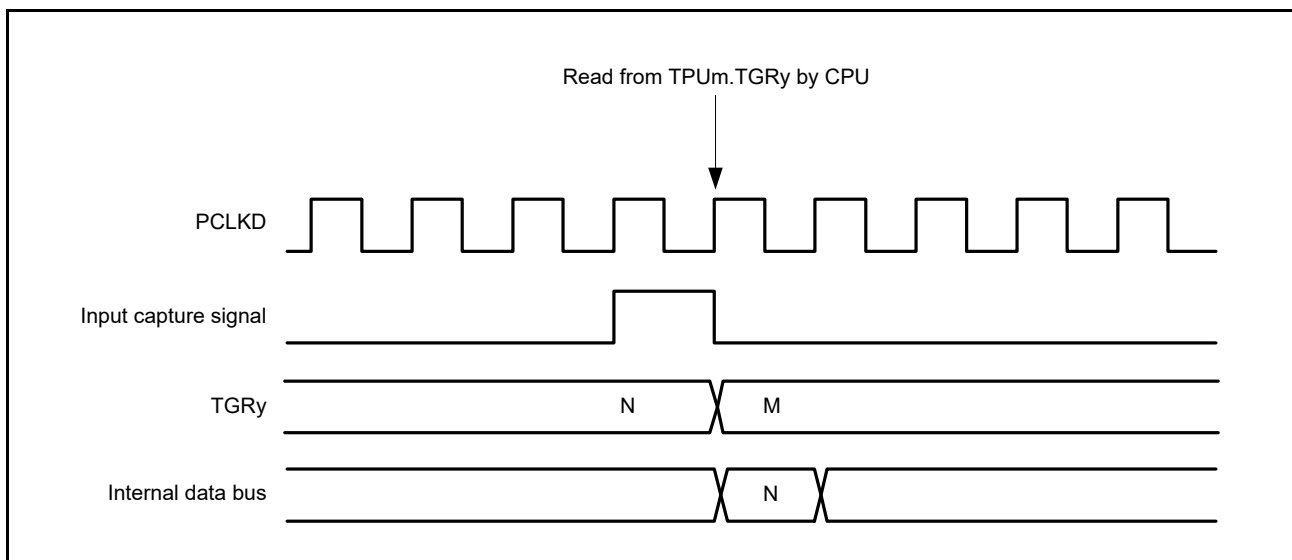 Read from TPUm.TGRy by CPU
PCLKD
Input capture signal
TGRy
N
M
Internal data bus
N